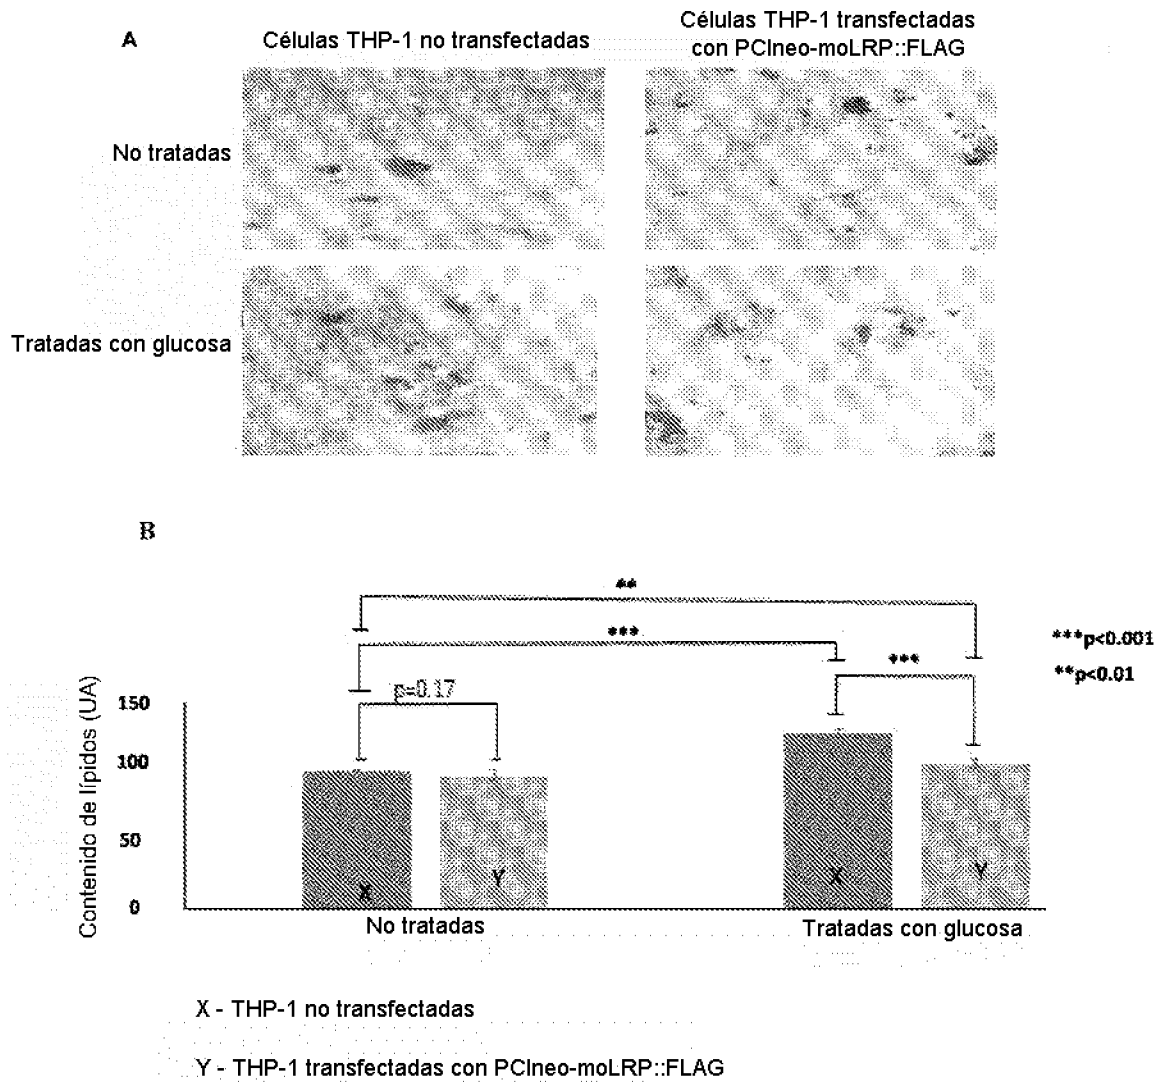 A
Células THP-1 no transfectadas
Células THP-1 transfectadas
con PCIneo-moLRP::FLAG
No tratadas
Tratadas con glucosa
B
**
***
***p<0.001
***
**p<0.01
p=0.17
Contenido de lípidos (UA)
150
100
50
0
X
Y
X
Y
No tratadas
Tratadas con glucosa
X - THP-1 no transfectadas
Y - THP-1 transfectadas con PCIneo-moLRP::FLAG